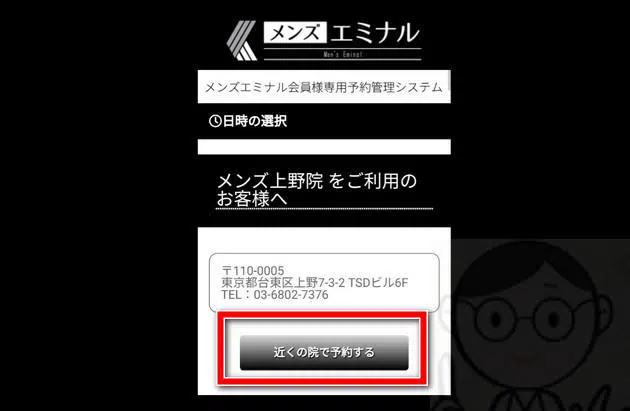 メンズエミナル
Men's Eminal
メンズエミナル会員様専用予約管理システム
日時の選択
メンズ上野院 をご利用の
お客様へ
〒110-0005
東京都台東区上野7-3-2 TSDビル6F
TEL：03-6802-7376
近くの院で予約する